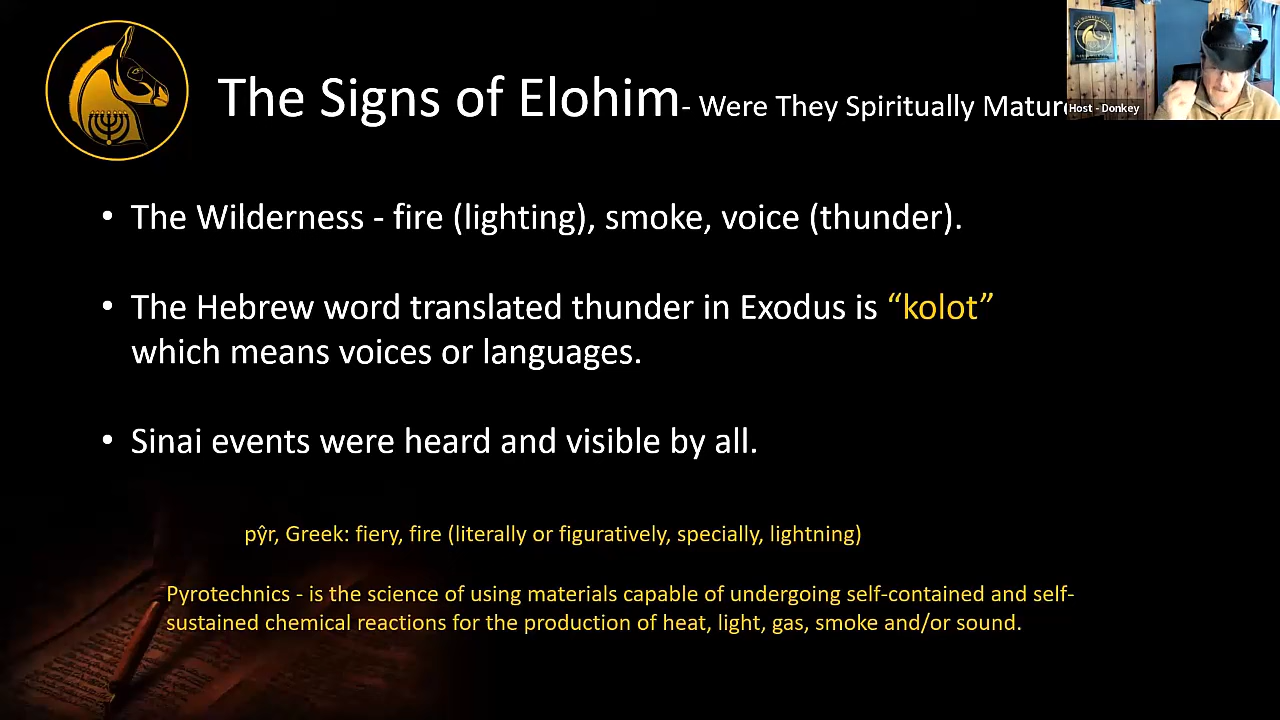 The Signs of Elohim - Were They Spiritually Mature
Host - Donkey
• The Wilderness - fire (lighting), smoke, voice (thunder).
• The Hebrew word translated thunder in Exodus is “kolot”
which means voices or languages.
• Sinai events were heard and visible by all.
pŷr, Greek: fiery, fire (literally or figuratively, specially, lightning)
Pyrotechnics - is the science of using materials capable of undergoing self-contained and self-
sustained chemical reactions for the production of heat, light, gas, smoke and/or sound.